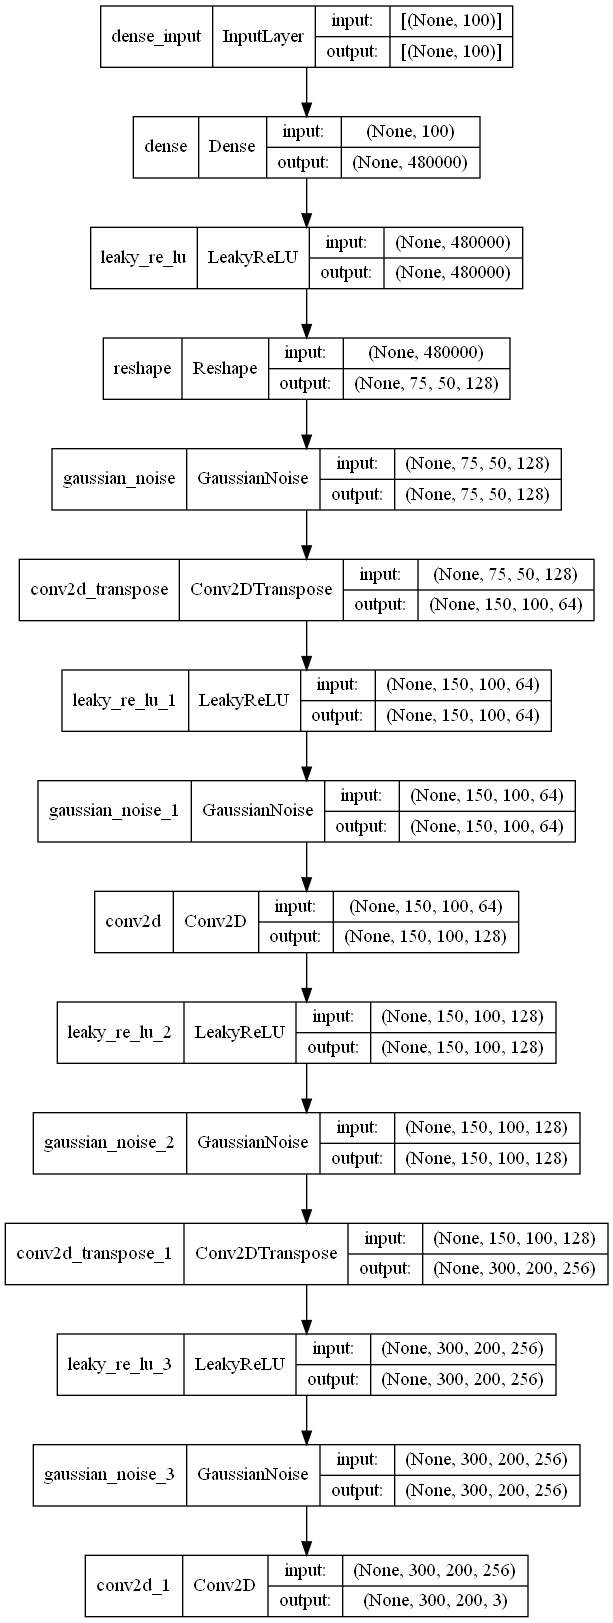 dense_input InputLayer input: [(None, 100)]
output: [(None, 100)]
dense Dense input: (None, 100)
output: (None, 480000)
leaky_re_lu LeakyReLU input: (None, 480000)
output: (None, 480000)
reshape Reshape input: (None, 480000)
output: (None, 75, 50, 128)
gaussian_noise GaussianNoise input: (None, 75, 50, 128)
output: (None, 75, 50, 128)
conv2d_transpose Conv2DTranspose input: (None, 75, 50, 128)
output: (None, 150, 100, 64)
leaky_re_lu_1 LeakyReLU input: (None, 150, 100, 64)
output: (None, 150, 100, 64)
gaussian_noise_1 GaussianNoise input: (None, 150, 100, 64)
output: (None, 150, 100, 64)
conv2d Conv2D input: (None, 150, 100, 64)
output: (None, 150, 100, 128)
leaky_re_lu_2 LeakyReLU input: (None, 150, 100, 128)
output: (None, 150, 100, 128)
gaussian_noise_2 GaussianNoise input: (None, 150, 100, 128)
output: (None, 150, 100, 128)
conv2d_transpose_1 Conv2DTranspose input: (None, 150, 100, 128)
output: (None, 300, 200, 256)
leaky_re_lu_3 LeakyReLU input: (None, 300, 200, 256)
output: (None, 300, 200, 256)
gaussian_noise_3 GaussianNoise input: (None, 300, 200, 256)
output: (None, 300, 200, 256)
conv2d_1 Conv2D input: (None, 300, 200, 256)
output: (None, 300, 200, 3)